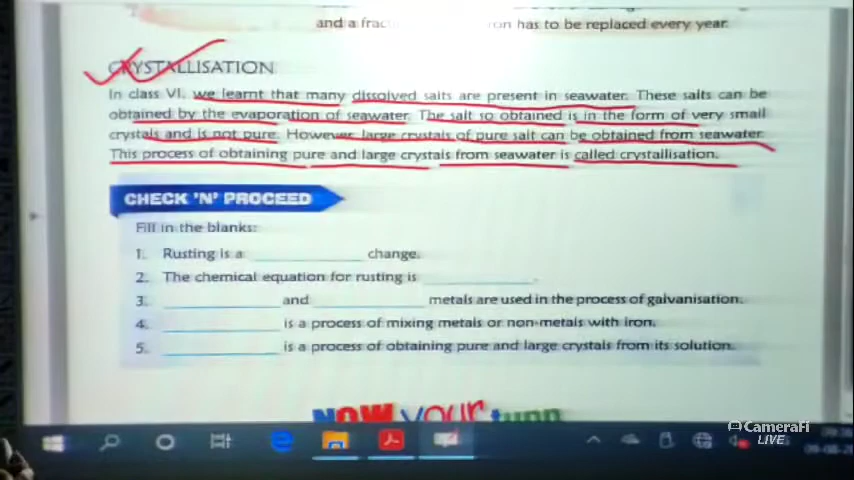 and a frac ron has to be replaced every year.
CRYSTALLISATION
In class VI, we learnt that many dissolved salts are present in seawater. These salts can be
obtained by the evaporation of seawater. The salt so obtained is in the form of very small
crystals and is not pure. However large crystals of pure salt can be obtained from seawater.
This process of obtaining pure and large crystals from seawater is called crystallisation.
CHECK 'N' PROCEED
Fill in the blanks:
1. Rusting is a ____________ change.
2. The chemical equation for rusting is ____________.
3. ____________ and ____________ metals are used in the process of galvanisation.
4. ____________ is a process of mixing metals or non-metals with iron.
5. ____________ is a process of obtaining pure and large crystals from its solution.
NOW your turn
CameraFi
LIVE